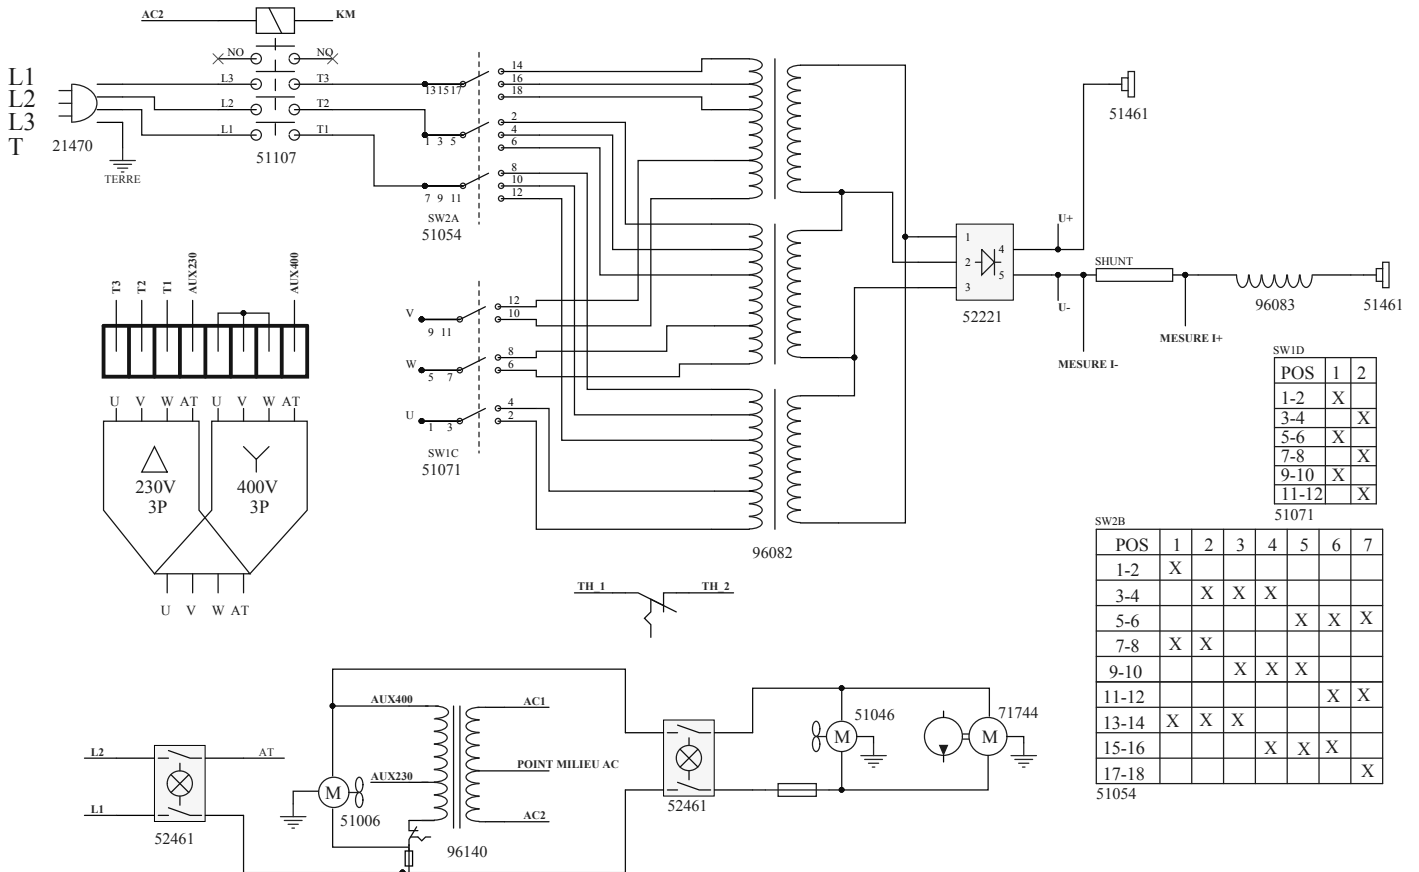 AC2
KM
NO
NO
L1
L2
L3
T
L3
T3
L2
T2
L1
T1
21470
TERRE
51107
131517
14
16
18
1 3 5
2
4
6
7 9 11
8
10
12
SW2A
51054
V
9 11
12
10
W
5 7
8
6
U
1 3
4
2
SW1C
51071
96082
1
2
3
4
5
52221
U+
U-
SHUNT
MESURE I-
MESURE I+
96083
51461
51461
T3
T2
T1
AUX230
AUX400
U V W AT U V W AT
230V
3P
400V
3P
U V W AT
TH_1
TH_2
SW1D
POS 1 2
1-2 X
3-4 X
5-6 X
7-8 X
9-10 X
11-12 X
51071
SW2B
POS 1 2 3 4 5 6 7
1-2 X
3-4 X X X
5-6 X X X
7-8 X X
9-10 X X X
11-12 X X
13-14 X X X
15-16 X X X
17-18 X
51054
L2
AT
L1
52461
AUX400
AUX230
M
51006
AC1
POINT MILIEU AC
AC2
96140
52461
51046
M
71744
M